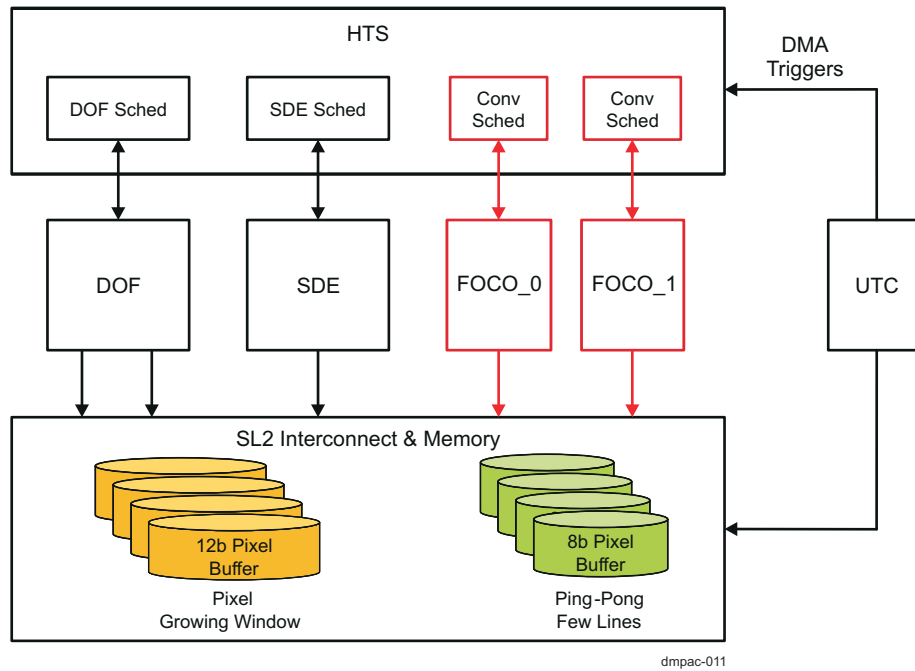 HTS
DMA
Triggers
DOF Sched
SDE Sched
Conv
Sched
Conv
Sched
DOF
SDE
FOCO_0
FOCO_1
UTC
SL2 Interconnect & Memory
12b Pixel
Buffer
8b Pixel
Buffer
Pixel
Growing Window
Ping-Pong
Few Lines
dmpac-011